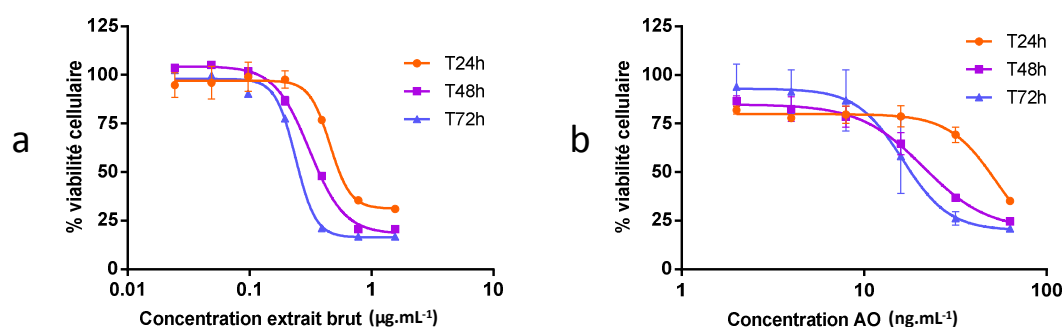 a
% viabilité cellulaire
125
100
75
50
25
0
0.01
0.1
1
10
Concentration extrait brut (µg.mL-1)
T24h
T48h
T72h
b
% viabilité cellulaire
125
100
75
50
25
0
1
10
100
Concentration AO (ng.mL-1)
T24h
T48h
T72h